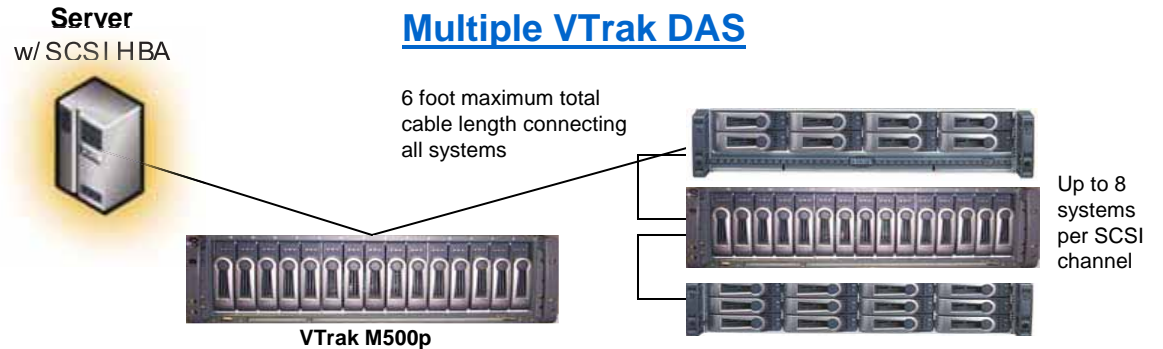 Server
w/ SCSI HBA
Multiple VTrak DAS
6 foot maximum total
cable length connecting
all systems
Up to 8
systems
per SCSI
channel
VTrak M500p